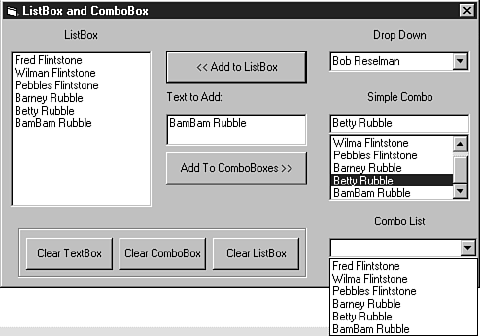 ListBox and ComboBox
ListBox
Fred Flintstone
Wilman Flintstone
Pebbles Flintstone
Barney Rubble
Betty Rubble
BamBam Rubble
<< Add to ListBox
Text to Add:
BamBam Rubble
Add To ComboBoxes >>
Drop Down
Bob Reselman
Simple Combo
Betty Rubble
Wilma Flintstone
Pebbles Flintstone
Barney Rubble
Betty Rubble
BamBam Rubble
Combo List
Fred Flintstone
Wilma Flintstone
Pebbles Flintstone
Barney Rubble
Betty Rubble
BamBam Rubble
Clear TextBox
Clear ComboBox
Clear ListBox